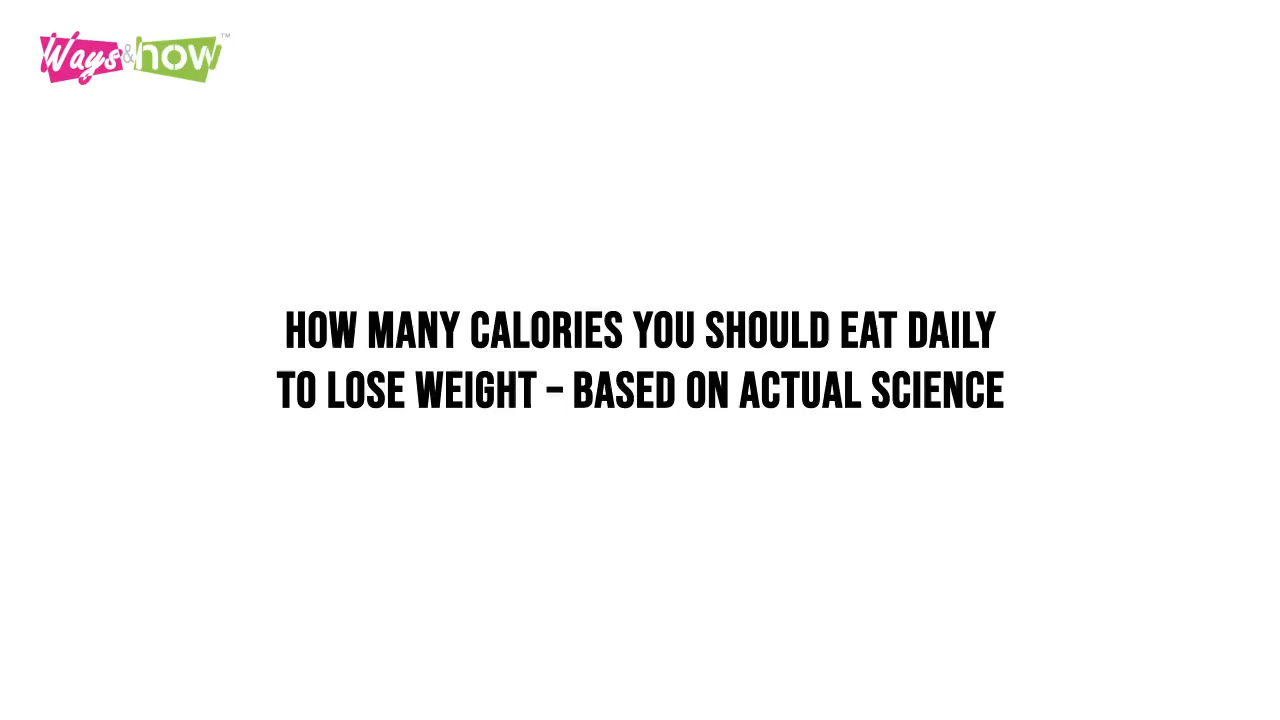 Ways&how™
HOW MANY CALORIES YOU SHOULD EAT DAILY
TO LOSE WEIGHT – BASED ON ACTUAL SCIENCE